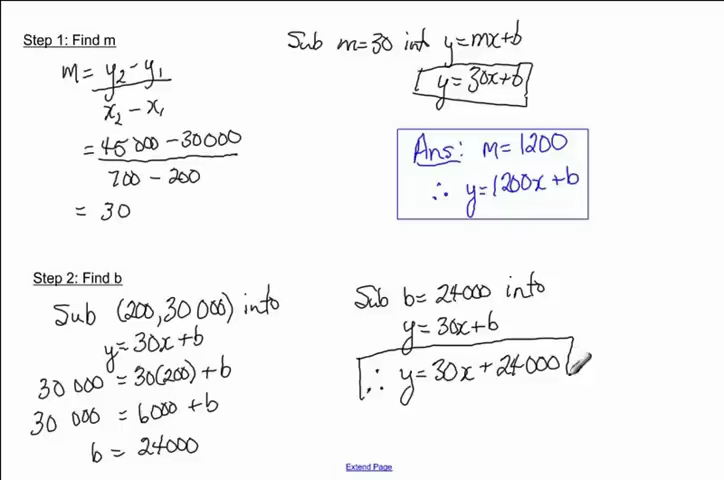 Step 1: Find m
m = y₂ - y₁
x₂ - x₁
= 45 000 - 30000
700 - 200
= 30
Sub m=30 into y=mx+b
y=30x+b
Ans: m=1200
∴ y=1200x+b
Step 2: Find b
Sub (200,30 000) into
y=30x+b
30 000 = 30(200)+b
30 000 = 6000 +b
b = 24000
Sub b= 24000 into
y=30x+b
∴ y=30x+24000
Extend Page